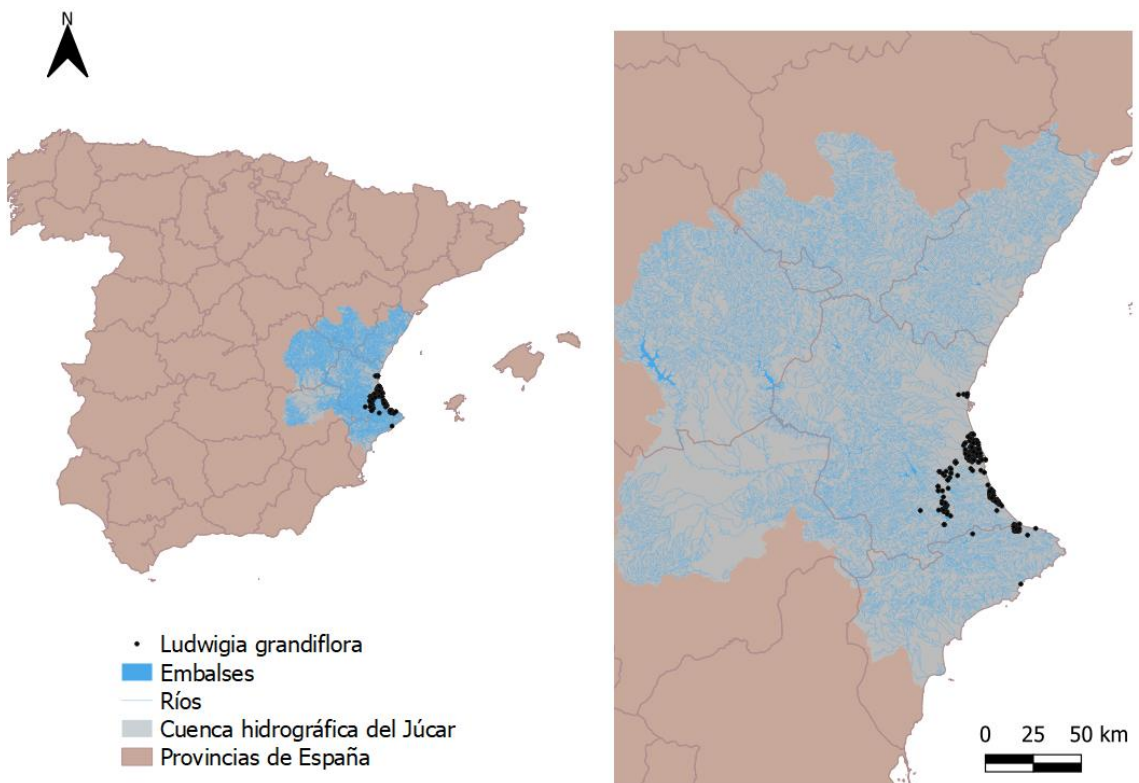 N
Ludwigia grandiflora
Embalses
Ríos
Cuenca hidrográfica del Júcar
Provincias de España
0 25 50 km